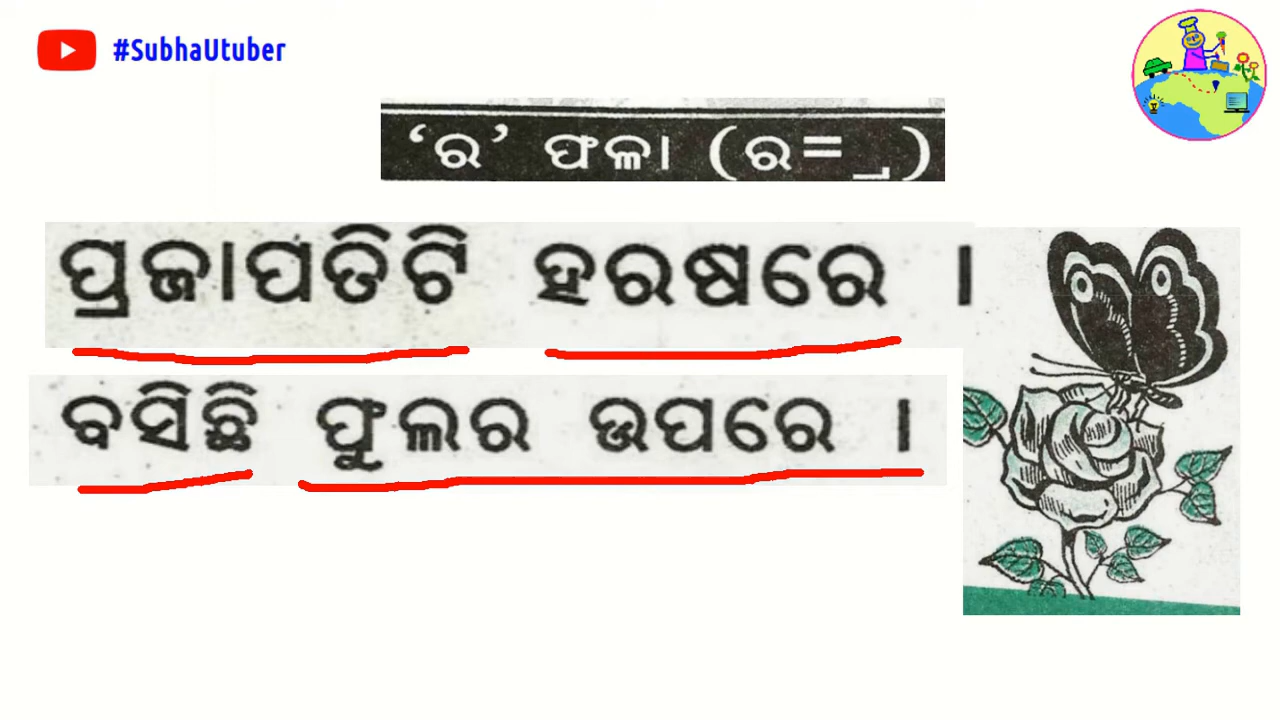 #SubhaUtuber
‘ର’ ଫଳା (ର= ୍ର)
ପ୍ରଜାପତିଟି ହରଷରେ ।
ବସିଛି ଫୁଲର ଉପରେ ।